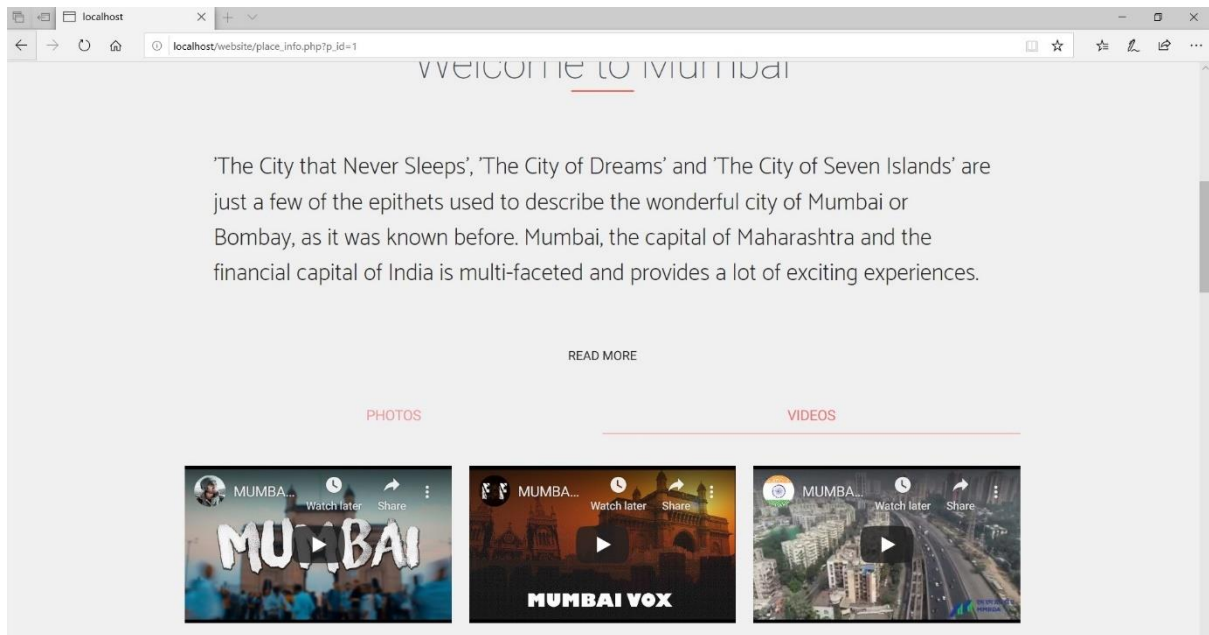 localhost
localhost/website/place_info.php?p_id=1
Welcome to Mumbai
'The City that Never Sleeps', 'The City of Dreams' and 'The City of Seven Islands' are
just a few of the epithets used to describe the wonderful city of Mumbai or
Bombay, as it was known before. Mumbai, the capital of Maharashtra and the
financial capital of India is multi-faceted and provides a lot of exciting experiences.
READ MORE
PHOTOS VIDEOS
MUMBA... Watch later Share
MUMBAI
MUMBA... Watch later Share
MUMBAI VOX
MUMBA... Watch later Share
MMRDA